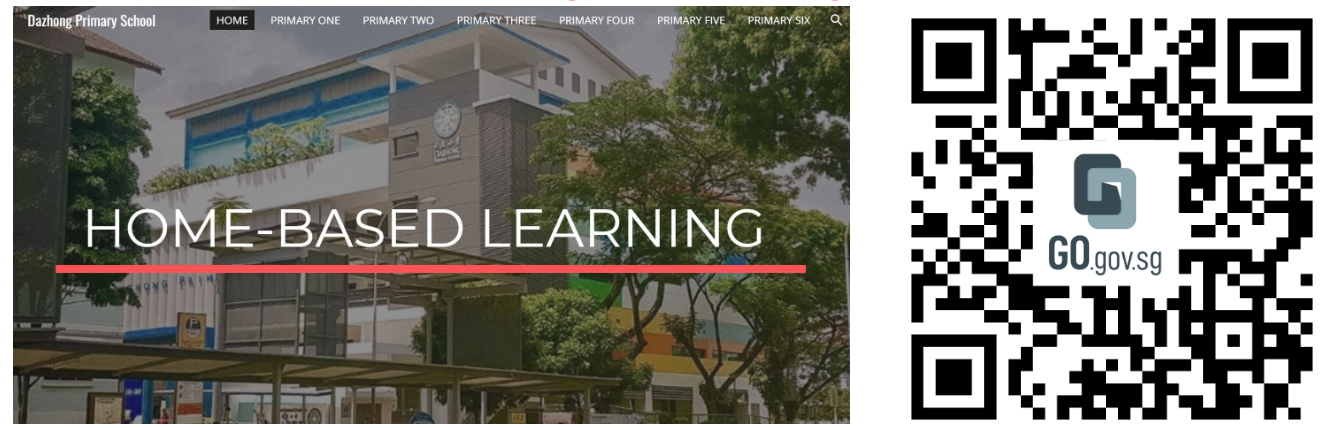 Dazhong Primary School
HOME PRIMARY ONE PRIMARY TWO PRIMARY THREE PRIMARY FOUR PRIMARY FIVE PRIMARY SIX
DAZHONG
HOME-BASED LEARNING
P
GO.gov.sg